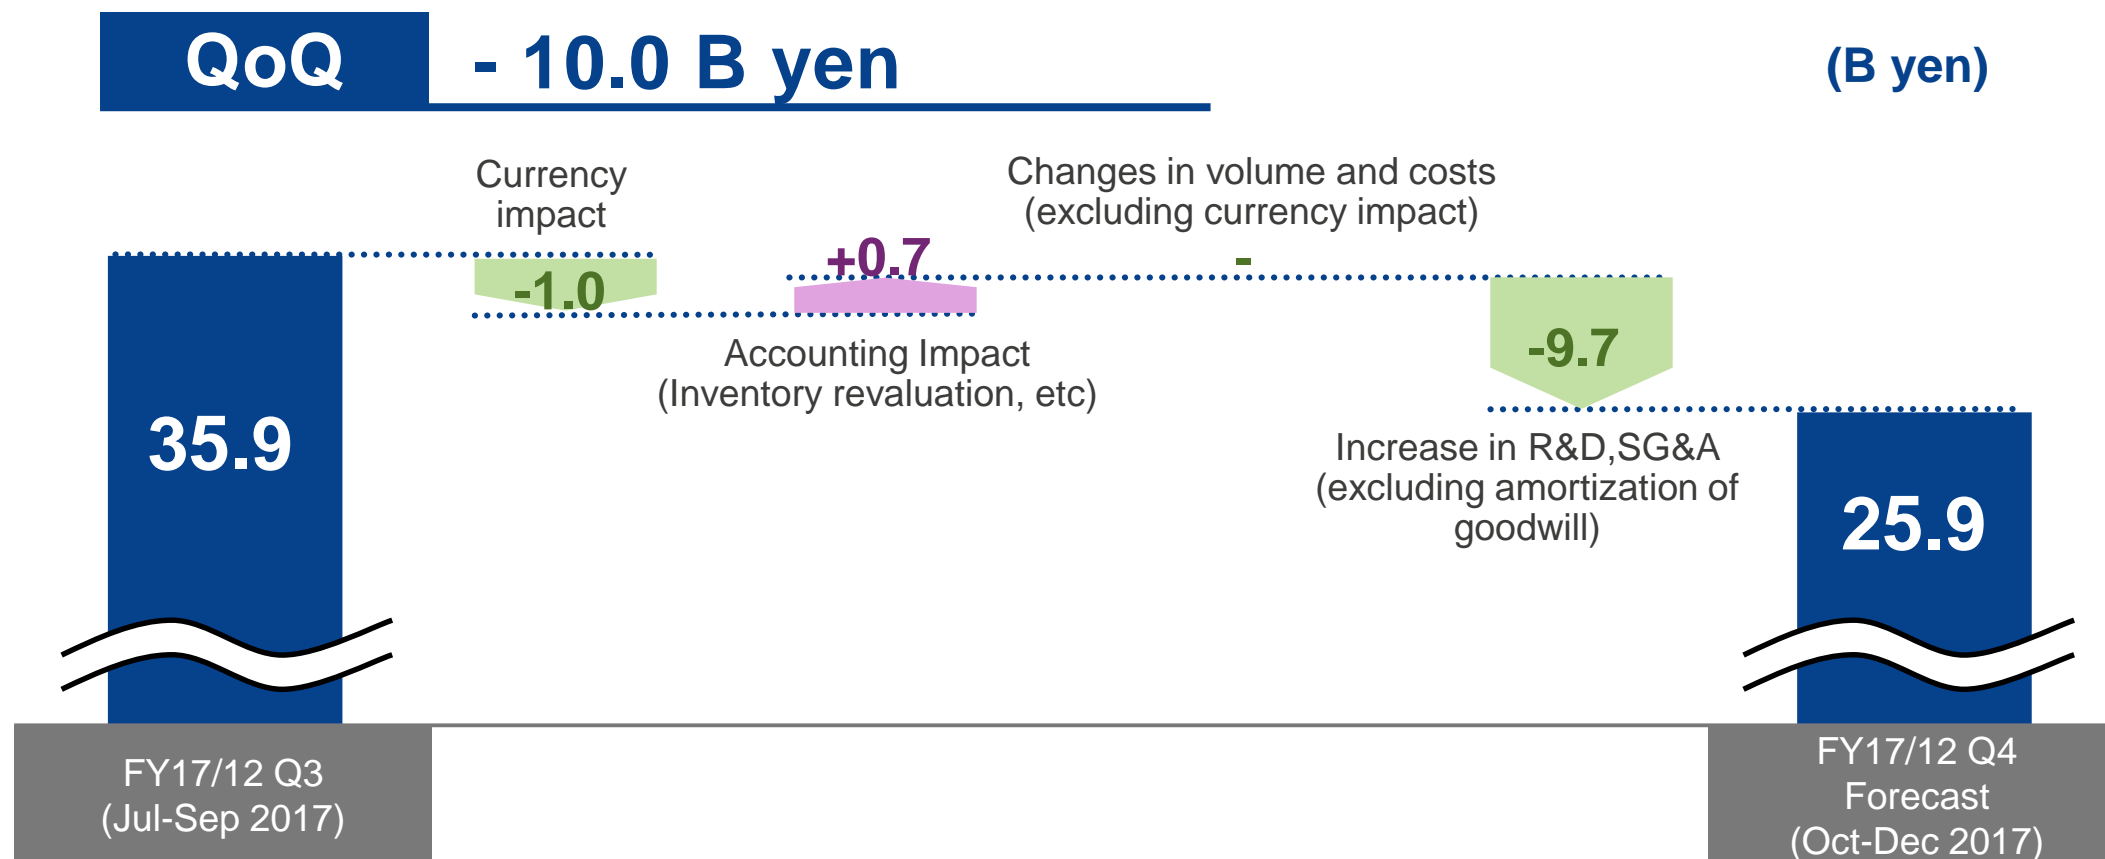 QoQ
- 10.0 B yen
(B yen)
Currency
impact
-1.0
+0.7
Accounting Impact
(Inventory revaluation, etc)
Changes in volume and costs
(excluding currency impact)
-
-9.7
Increase in R&D,SG&A
(excluding amortization of
goodwill)
35.9
25.9
FY17/12 Q3
(Jul-Sep 2017)
FY17/12 Q4
Forecast
(Oct-Dec 2017)